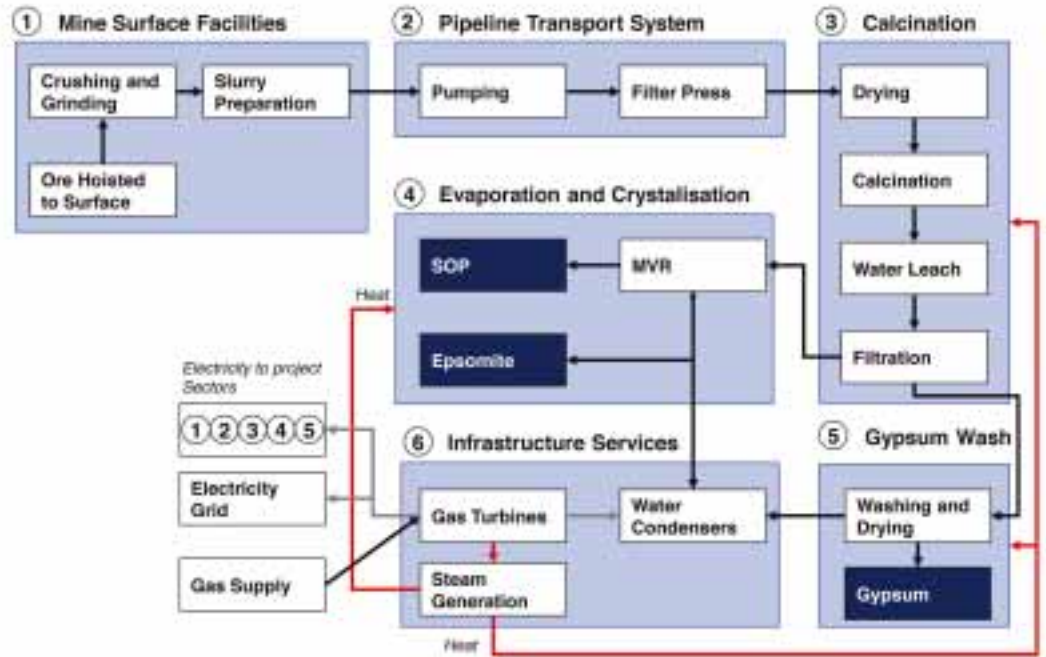 1 Mine Surface Facilities
Crushing and
Grinding
Slurry
Preparation
Ore Hoisted
to Surface
2 Pipeline Transport System
Pumping
Filter Press
3 Calcination
Drying
Calcination
Water Leach
Filtration
4 Evaporation and Crystalisation
SOP
MVR
Epsomite
Heat
Electricity to project
Sectors
1 2 3 4 5
Electricity
Grid
Gas Supply
6 Infrastructure Services
Gas Turbines
Water
Condensers
Steam
Generation
Heat
5 Gypsum Wash
Washing and
Drying
Gypsum